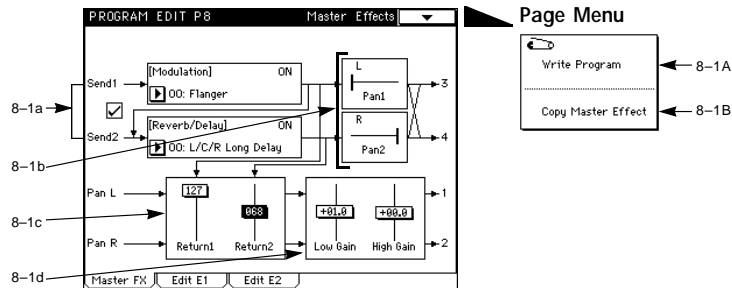 PROGRAM EDIT P8 Master Effects
Page Menu
Write Program
8–1A
Copy Master Effect
8–1B
[Modulation] ON
Send1
00: Flanger
8–1a
[Reverb/Delay] ON
Send2
00: L/C/R Long Delay
8–1b
L
Pan1
3
R
Pan2
4
Pan L
127
068
1
8–1c
+01.0
+00.0
Pan R
Return1
Return2
Low Gain
High Gain
2
8–1d
Master FX
Edit E1
Edit E2